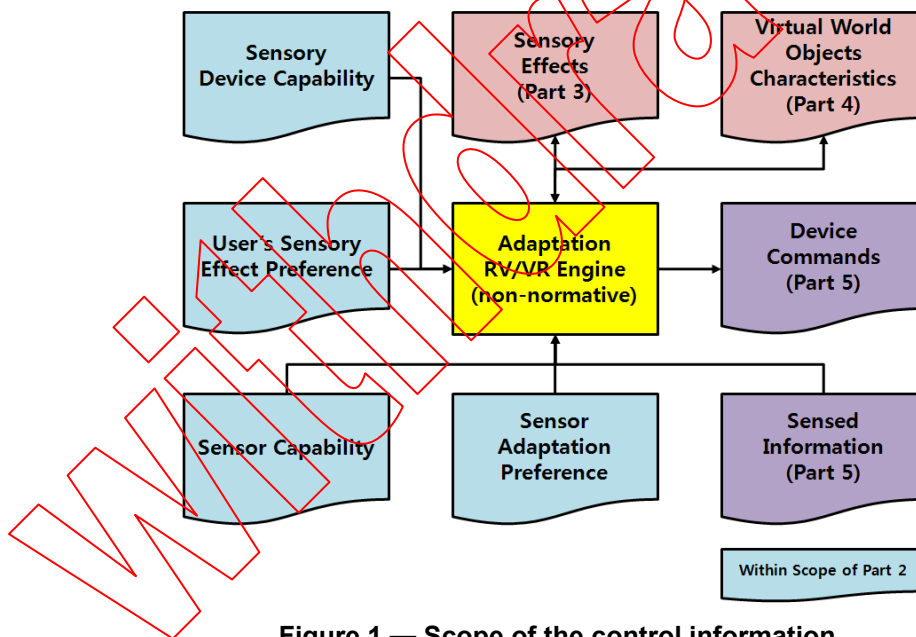 Sensory
Device Capability
Sensory
Effects
(Part 3)
Virtual World
Objects
Characteristics
(Part 4)
User's Sensory
Effect Preference
Adaptation
RV/VR Engine
(non-normative)
Device
Commands
(Part 5)
Sensor Capability
Sensor
Adaptation
Preference
Sensed
Information
(Part 5)
Within Scope of Part 2
Figure 1 — Scope of the control information